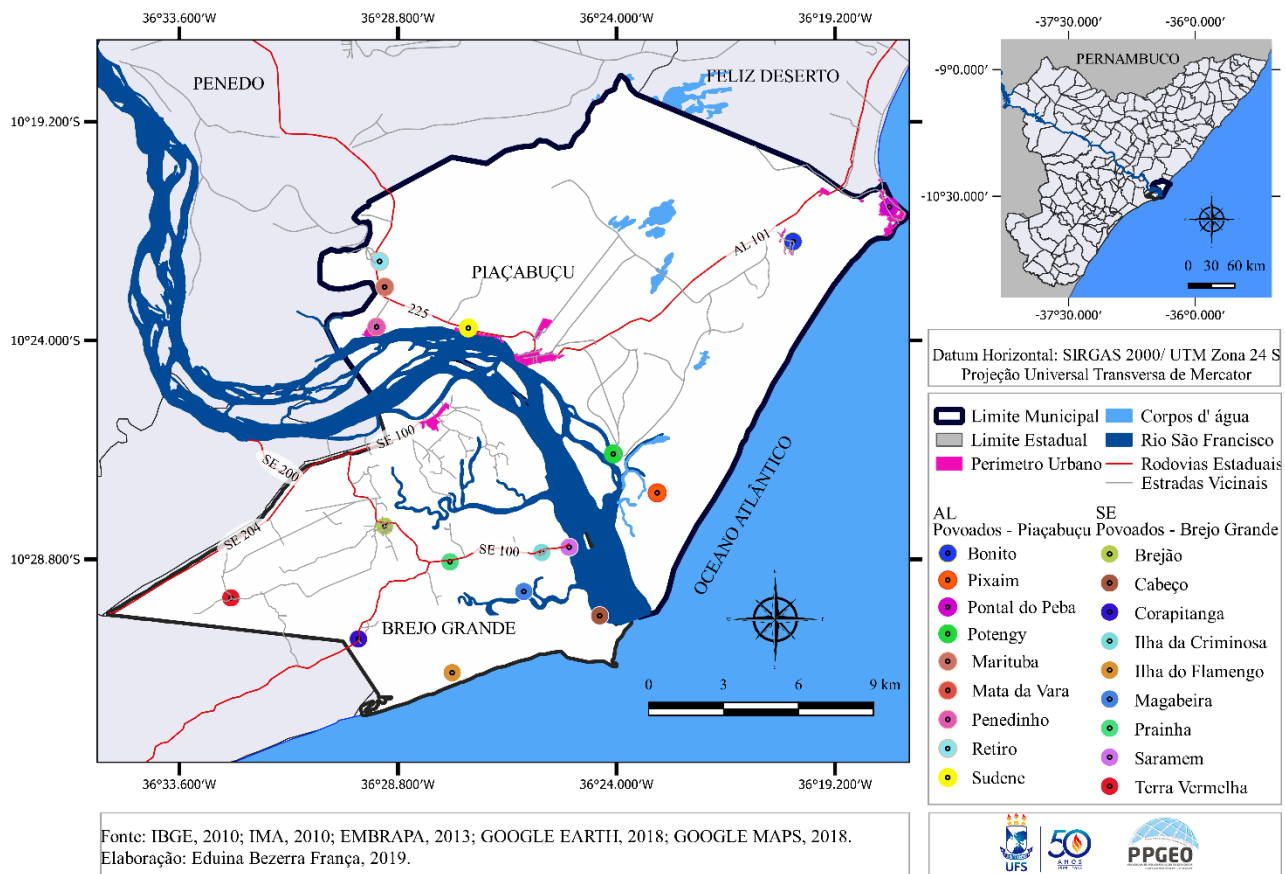 36°33.600'W 36°28.800'W 36°24.000'W 36°19.200'W
-37°30.000' -36°0.000'
PENEDO
FELIZ DESERTO
PERNAMBUCO
-9°0.000'
10°19.200'S
-10°30.000'
AL 101
PIAÇABUÇU
0 30 60 km
225
-37°30.000' -36°0.000'
10°24.000'S
Datum Horizontal: SIRGAS 2000/ UTM Zona 24 S
Projeção Universal Transversa de Mercator
SE 100
SE 200
SE 204
OCEANO ATLÂNTICO
Limite Municipal
Corpos d' água
Limite Estadual
Rio São Francisco
Perímetro Urbano
Rodovias Estaduais
Estradas Vicinais
10°28.800'S
SE 100
BREJO GRANDE
0 3 6 9 km
AL
Povoados - Piaçabuçu
Bonito
Pixaim
Pontal do Peba
Potengy
Marituba
Mata da Vara
Penedinho
Retiro
Sudene
SE
Povoados - Brejo Grande
Brejão
Cabeço
Corapitanga
Ilha da Criminosa
Ilha do Flamengo
Magabeira
Prainha
Saramem
Terra Vermelha
36°33.600'W 36°28.800'W 36°24.000'W 36°19.200'W
Fonte: IBGE, 2010; IMA, 2010; EMBRAPA, 2013; GOOGLE EARTH, 2018; GOOGLE MAPS, 2018.
Elaboração: Eduina Bezerra França, 2019.
UFS
50
ANOS
PPGEO